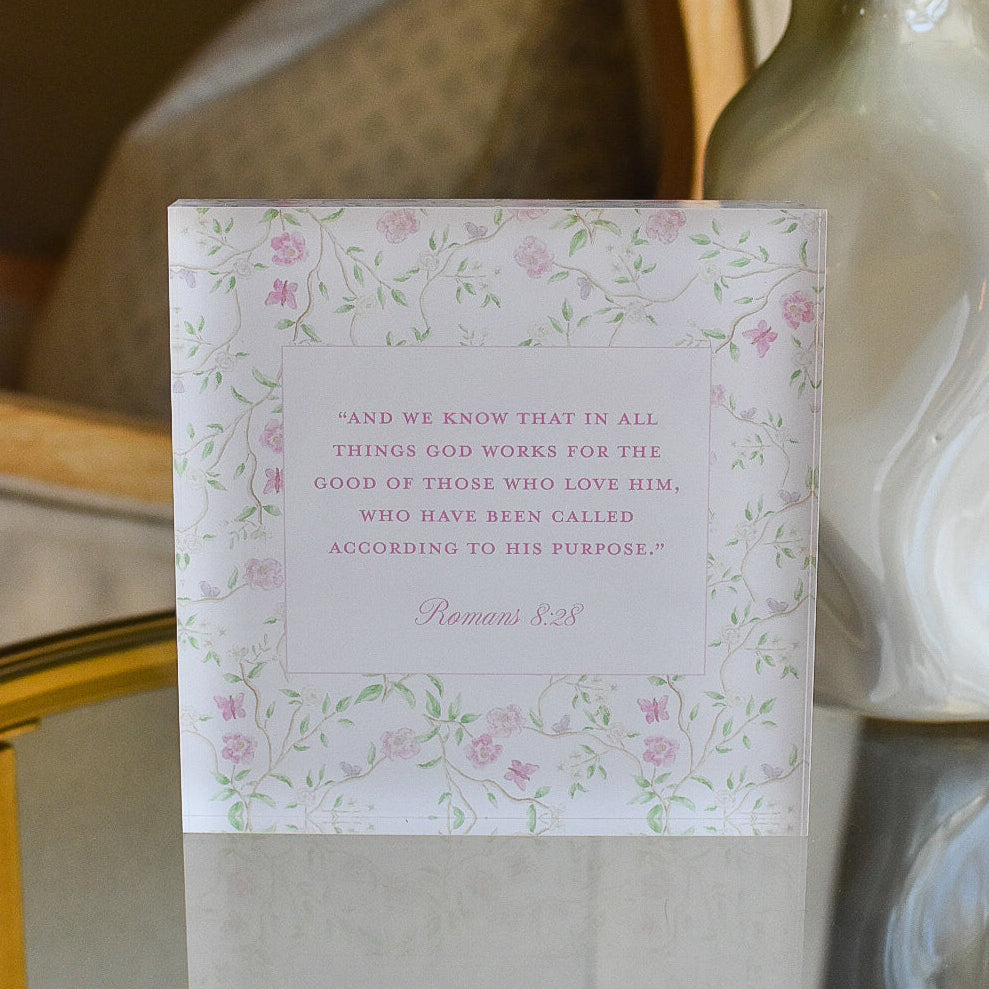 “AND WE KNOW THAT IN ALL
THINGS GOD WORKS FOR THE
GOOD OF THOSE WHO LOVE HIM,
WHO HAVE BEEN CALLED
ACCORDING TO HIS PURPOSE.”
Romans 8:28